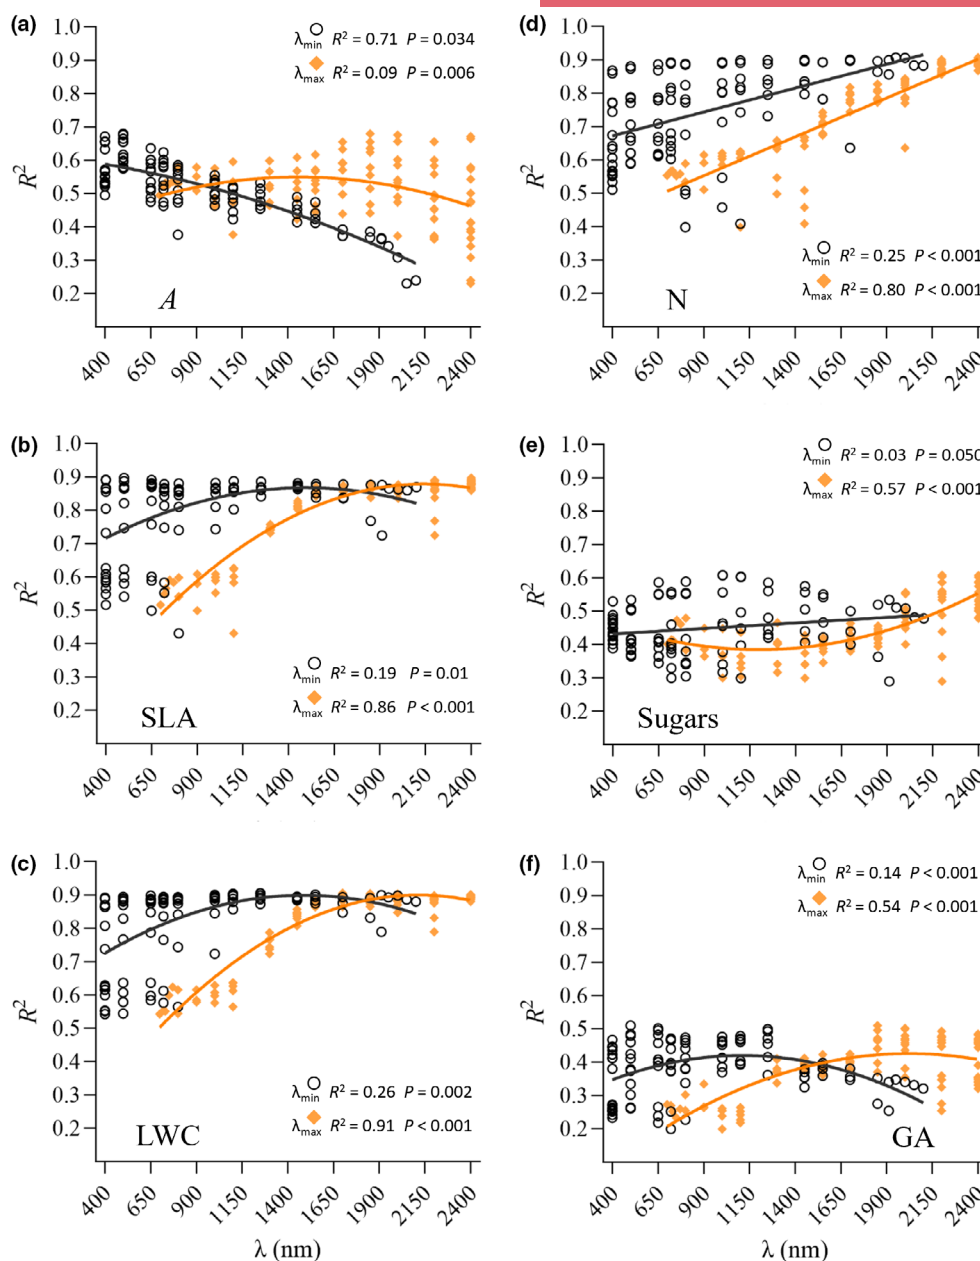 (a)
λmin R² = 0.71 P = 0.034
λmax R² = 0.09 P = 0.006
1.0
0.9
0.8
0.7
0.6
0.5
0.4
0.3
0.2
R²
A
400 650 900 1150 1400 1650 1900 2150 2400
(b)
1.0
0.9
0.8
0.7
0.6
0.5
0.4
0.3
0.2
R²
λmin R² = 0.19 P = 0.01
λmax R² = 0.86 P < 0.001
SLA
400 650 900 1150 1400 1650 1900 2150 2400
(c)
1.0
0.9
0.8
0.7
0.6
0.5
0.4
0.3
0.2
R²
λmin R² = 0.26 P = 0.002
λmax R² = 0.91 P < 0.001
LWC
400 650 900 1150 1400 1650 1900 2150 2400
λ (nm)
(d)
1.0
0.9
0.8
0.7
0.6
0.5
0.4
0.3
0.2
R²
λmin R² = 0.25 P < 0.001
λmax R² = 0.80 P < 0.001
N
400 650 900 1150 1400 1650 1900 2150 2400
(e)
λmin R² = 0.03 P = 0.050
λmax R² = 0.57 P < 0.001
1.0
0.9
0.8
0.7
0.6
0.5
0.4
0.3
0.2
R²
Sugars
400 650 900 1150 1400 1650 1900 2150 2400
(f)
λmin R² = 0.14 P < 0.001
λmax R² = 0.54 P < 0.001
1.0
0.9
0.8
0.7
0.6
0.5
0.4
0.3
0.2
R²
GA
400 650 900 1150 1400 1650 1900 2150 2400
λ (nm)